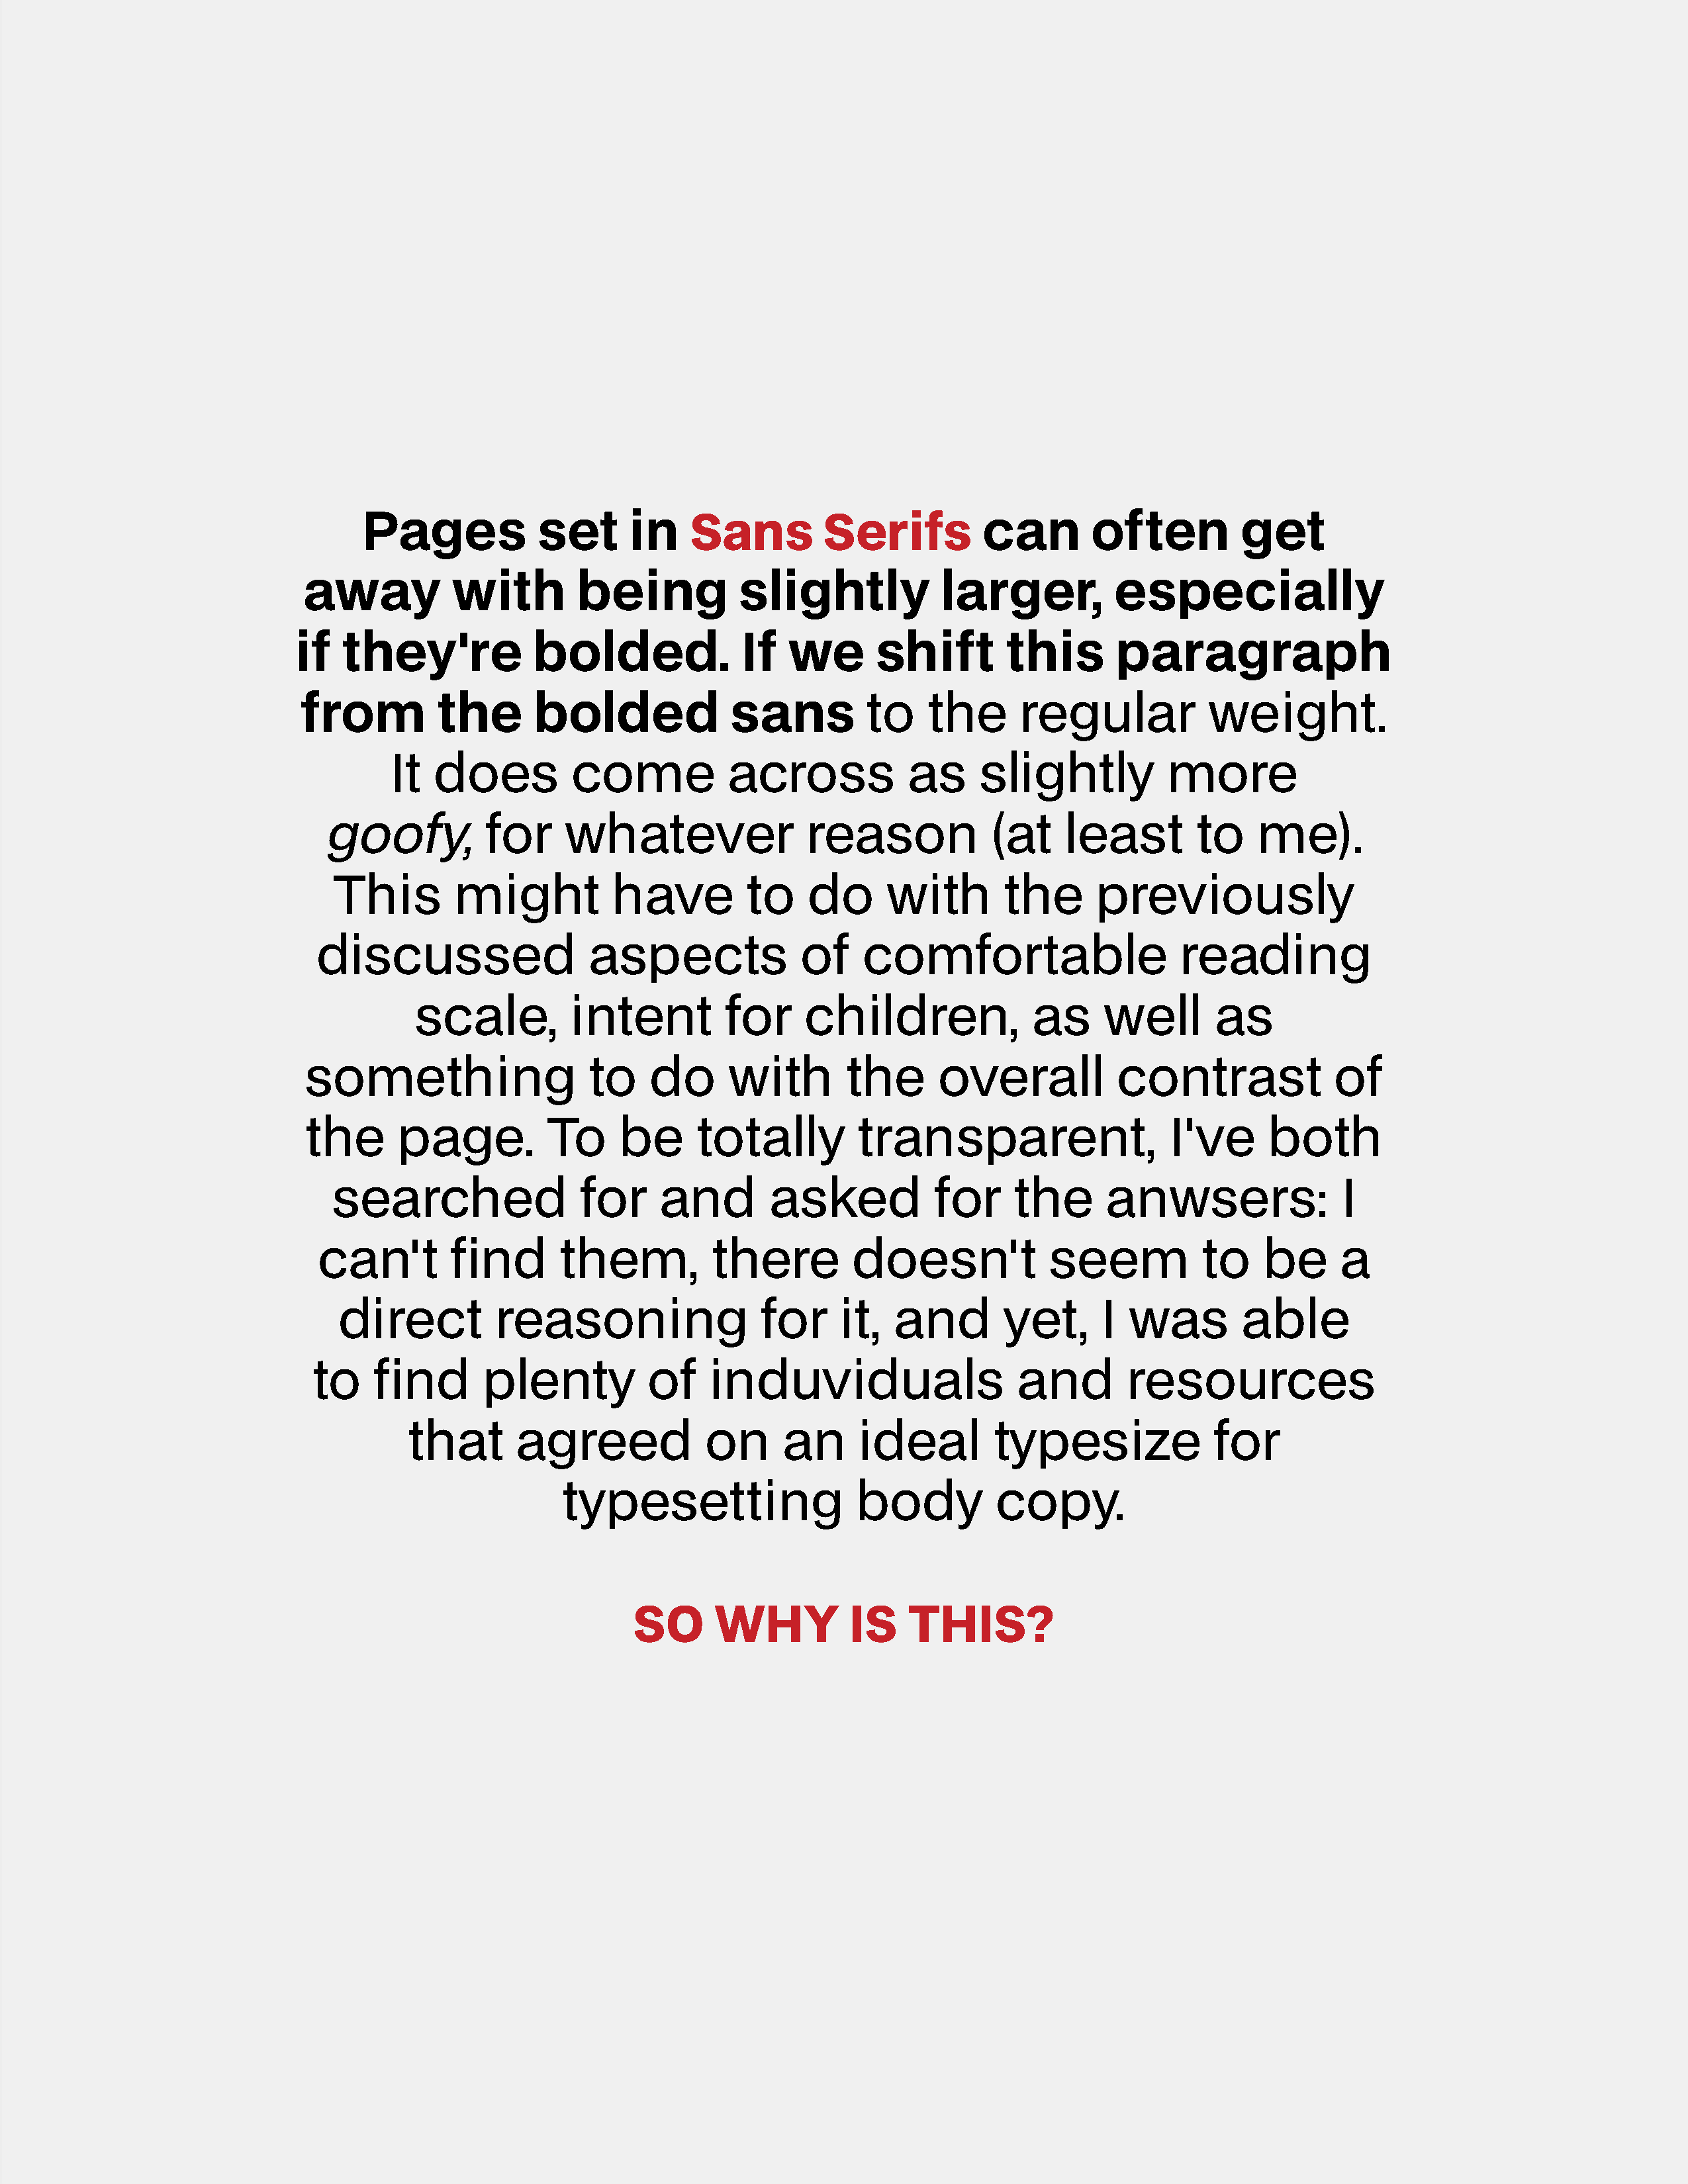 Pages set in Sans Serifs can often get
away with being slightly larger, especially
if they're bolded. If we shift this paragraph
from the bolded sans to the regular weight.
It does come across as slightly more
goofy, for whatever reason (at least to me).
This might have to do with the previously
discussed aspects of comfortable reading
scale, intent for children, as well as
something to do with the overall contrast of
the page. To be totally transparent, I've both
searched for and asked for the anwsers: I
can't find them, there doesn't seem to be a
direct reasoning for it, and yet, I was able
to find plenty of induviduals and resources
that agreed on an ideal typesize for
typesetting body copy.
SO WHY IS THIS?